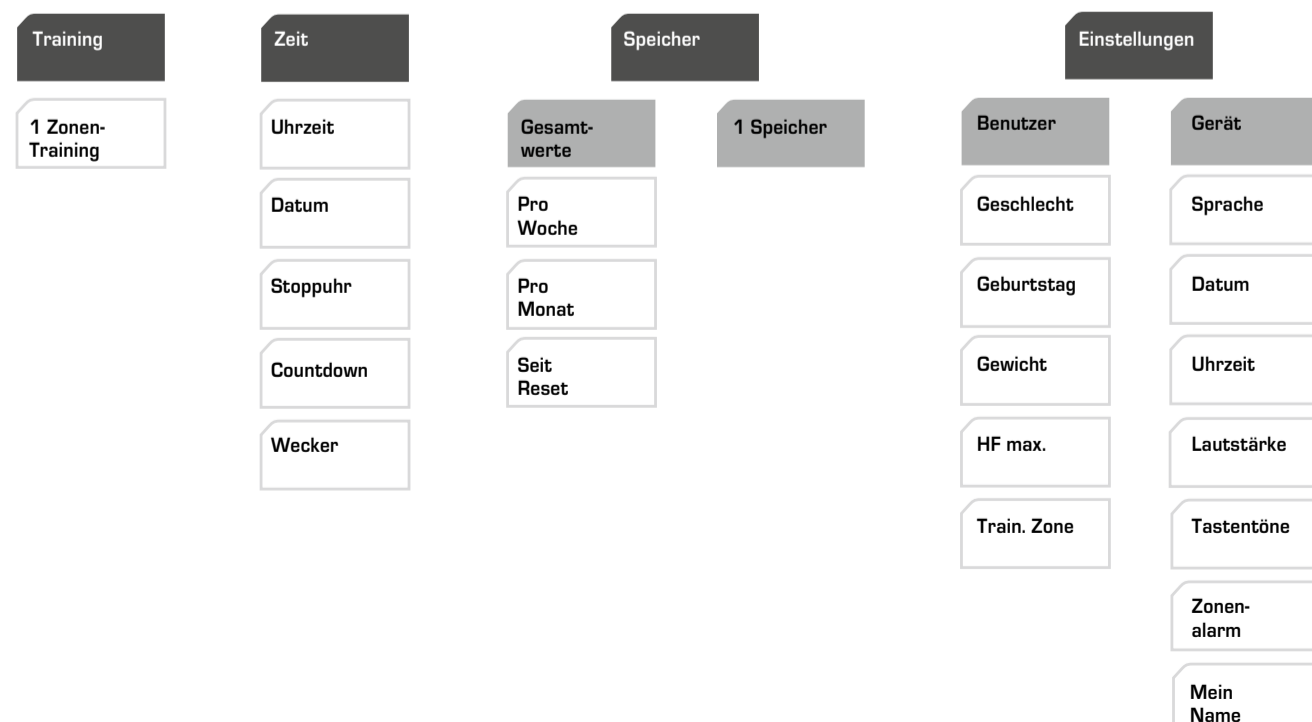 Training
1 Zonen-
Training
Zeit
Uhrzeit
Datum
Stoppuhr
Countdown
Wecker
Speicher
Gesamt-
werte
Pro
Woche
Pro
Monat
Seit
Reset
1 Speicher
Einstellungen
Benutzer
Geschlecht
Geburtstag
Gewicht
HF max.
Train. Zone
Gerät
Sprache
Datum
Uhrzeit
Lautstärke
Tastentöne
Zonen-
alarm
Mein
Name